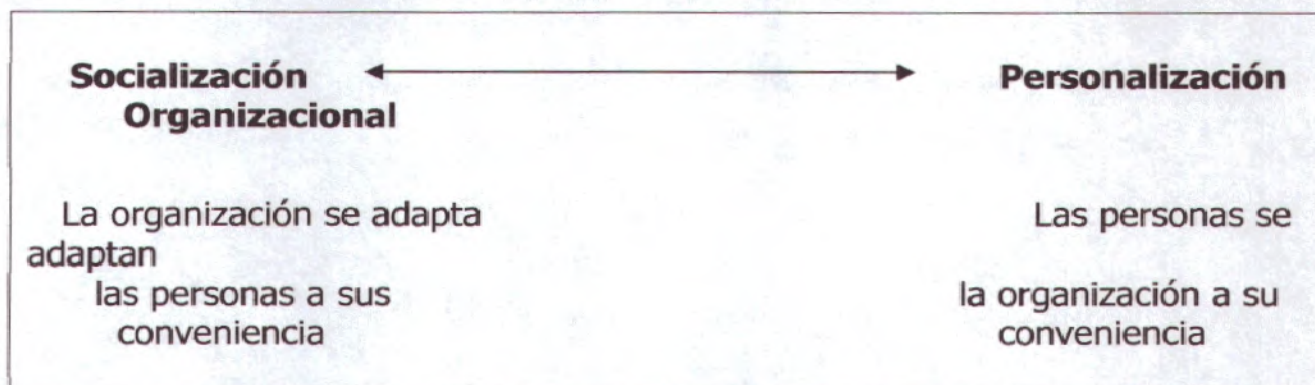 Socialización Personalización
Organizacional
La organización se adapta Las personas se
adaptan
las personas a sus la organización a su
conveniencia conveniencia